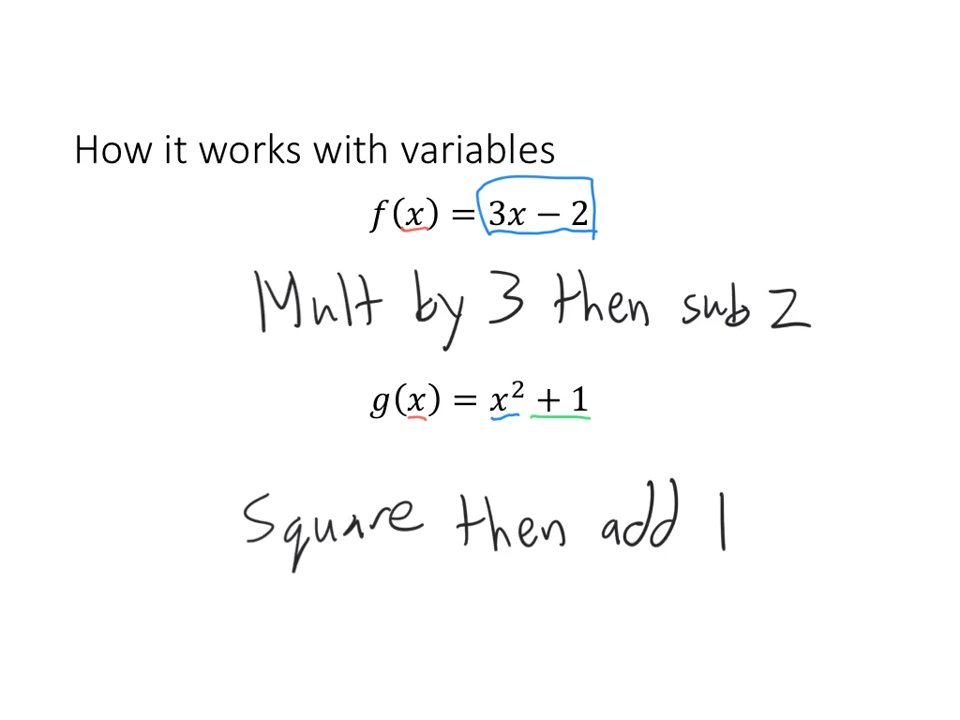 How it works with variables
f(x) = 3x − 2
Mult by 3 then sub 2
g(x) = x² + 1
Square then add 1